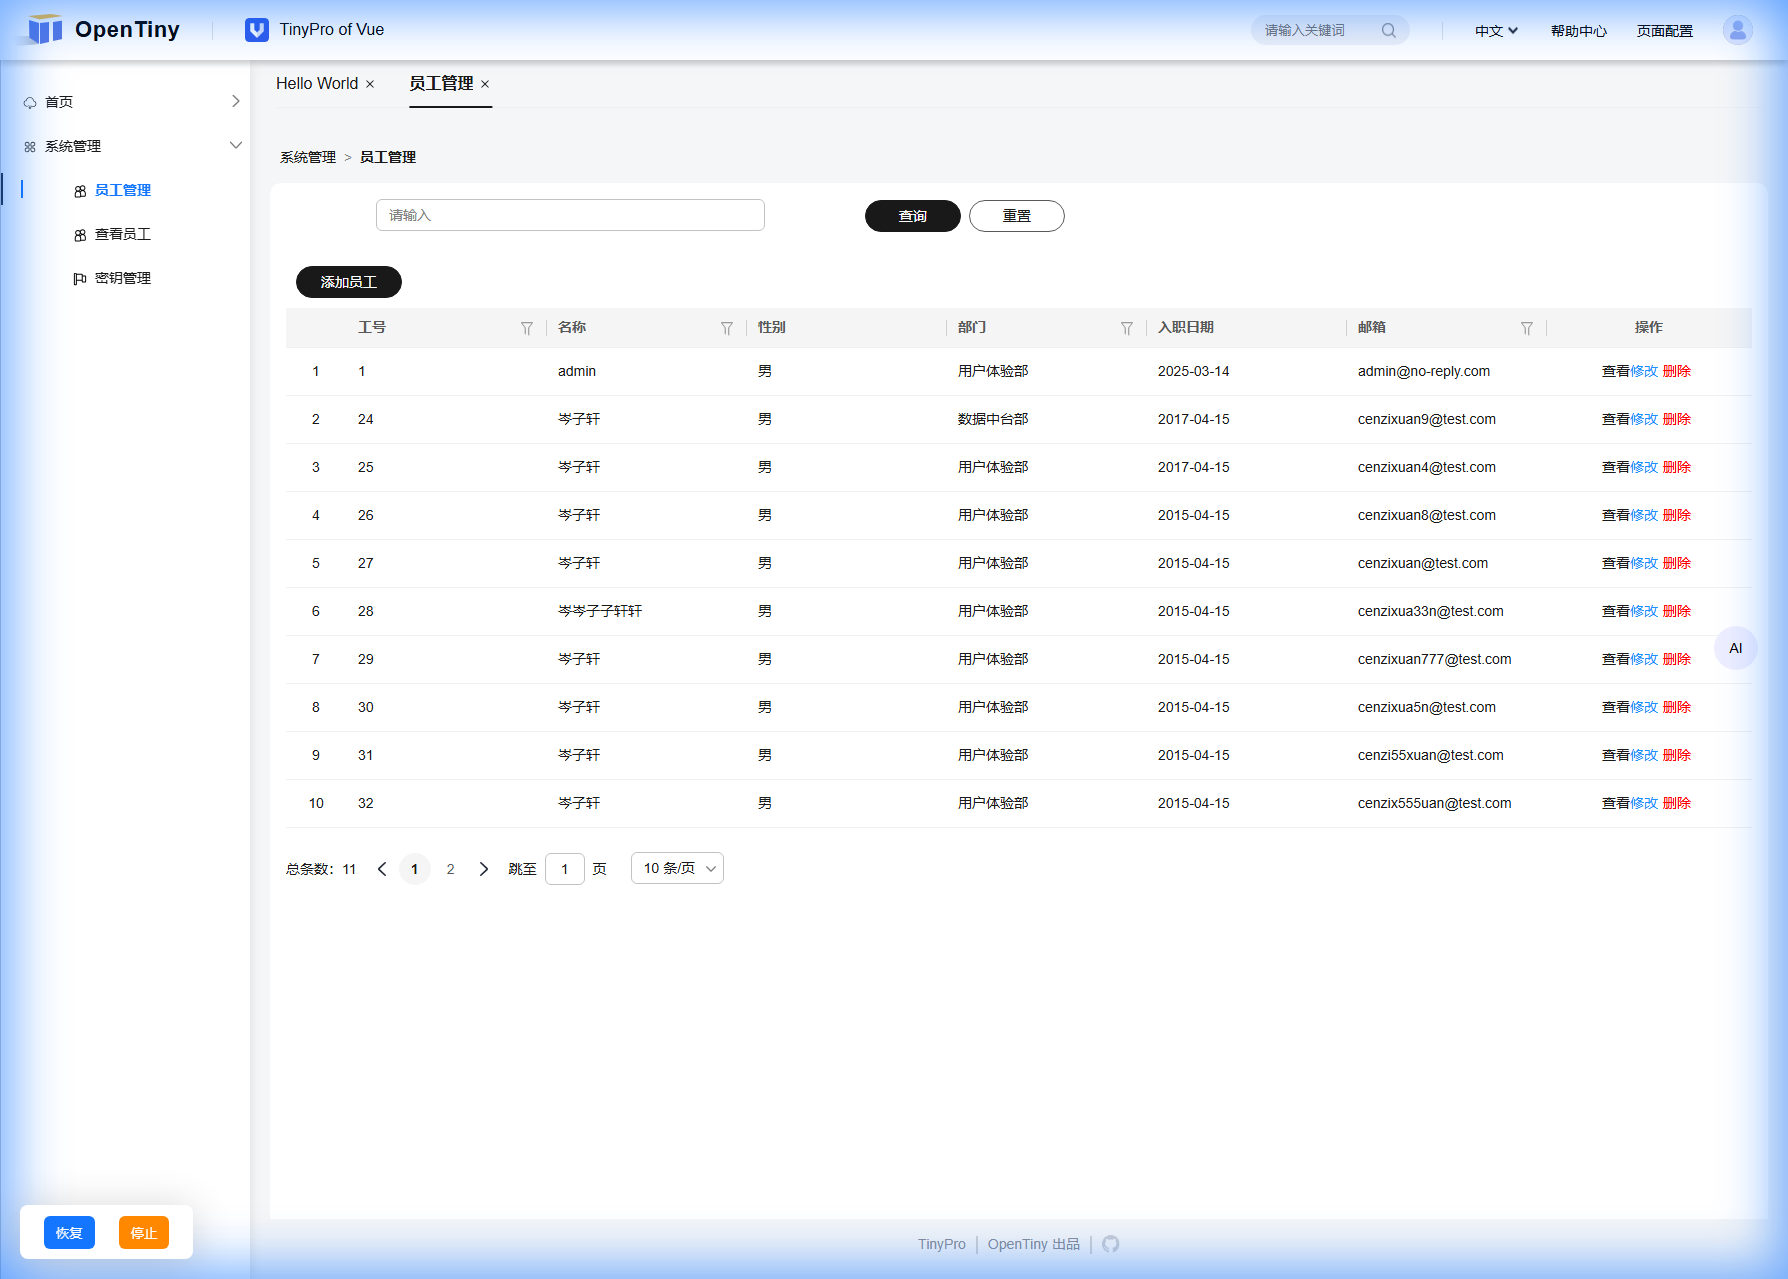 OpenTiny TinyPro of Vue 请输入关键词 中文 帮助中心 页面配置
首页
系统管理
员工管理
查看员工
密钥管理
Hello World × 员工管理 ×
系统管理 > 员工管理
请输入 查询 重置
添加员工
工号 名称 性别 部门 入职日期 邮箱 操作
1 1 admin 男 用户体验部 2025-03-14 admin@no-reply.com 查看修改 删除
2 24 岑子轩 男 数据中台部 2017-04-15 cenzixuan9@test.com 查看修改 删除
3 25 岑子轩 男 用户体验部 2017-04-15 cenzixuan4@test.com 查看修改 删除
4 26 岑子轩 男 用户体验部 2015-04-15 cenzixuan8@test.com 查看修改 删除
5 27 岑子轩 男 用户体验部 2015-04-15 cenzixuan@test.com 查看修改 删除
6 28 岑岑子子轩轩 男 用户体验部 2015-04-15 cenzixua33n@test.com 查看修改 删除
7 29 岑子轩 男 用户体验部 2015-04-15 cenzixuan777@test.com 查看修改 删除
8 30 岑子轩 男 用户体验部 2015-04-15 cenzixua5n@test.com 查看修改 删除
9 31 岑子轩 男 用户体验部 2015-04-15 cenzi55xuan@test.com 查看修改 删除
10 32 岑子轩 男 用户体验部 2015-04-15 cenzix555uan@test.com 查看修改 删除
AI
总条数：11 1 2 跳至 1 页 10 条/页
恢复 停止
TinyPro OpenTiny 出品